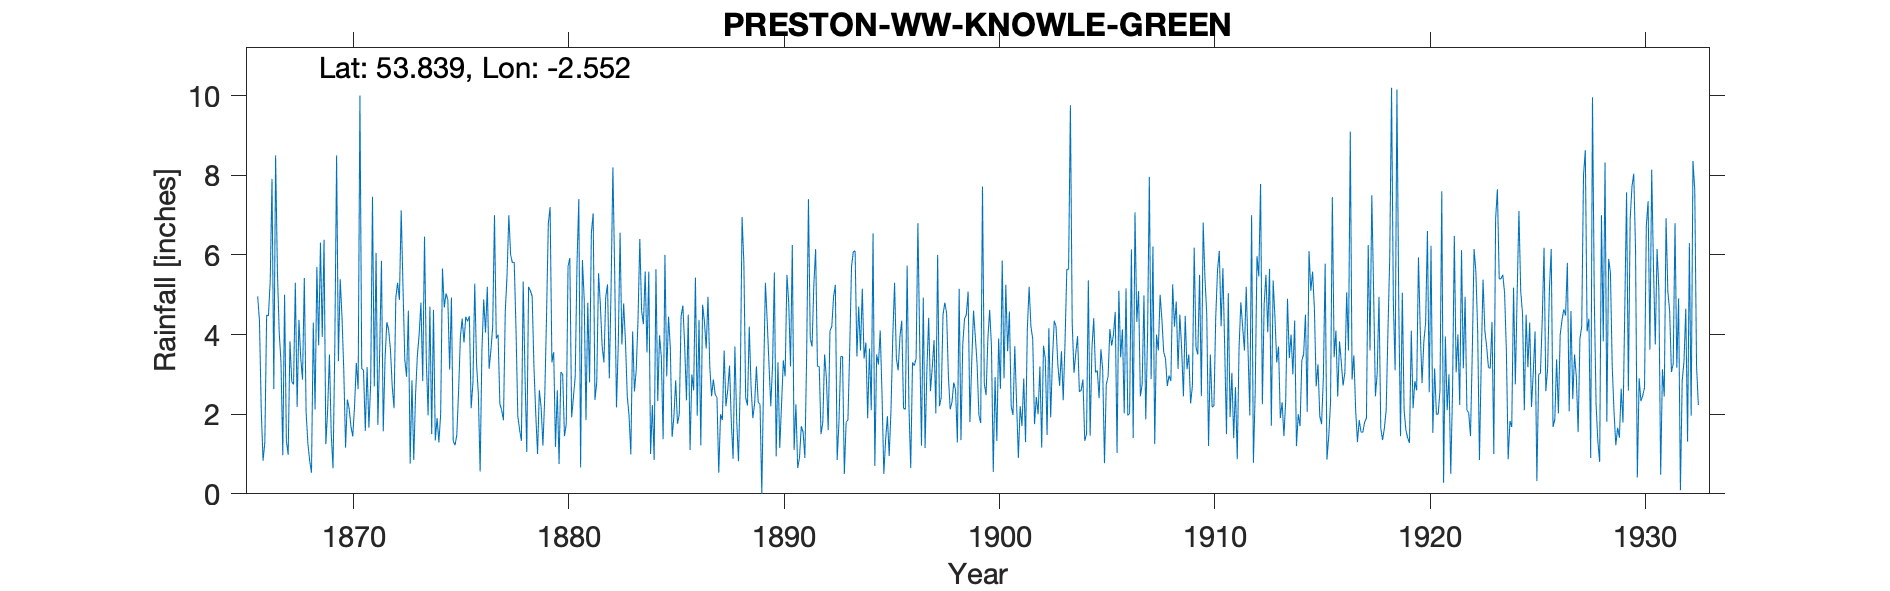 PRESTON-WW-KNOWLE-GREEN
Lat: 53.839, Lon: -2.552
Rainfall [inches]
10
8
6
4
2
0
1870 1880 1890 1900 1910 1920 1930
Year